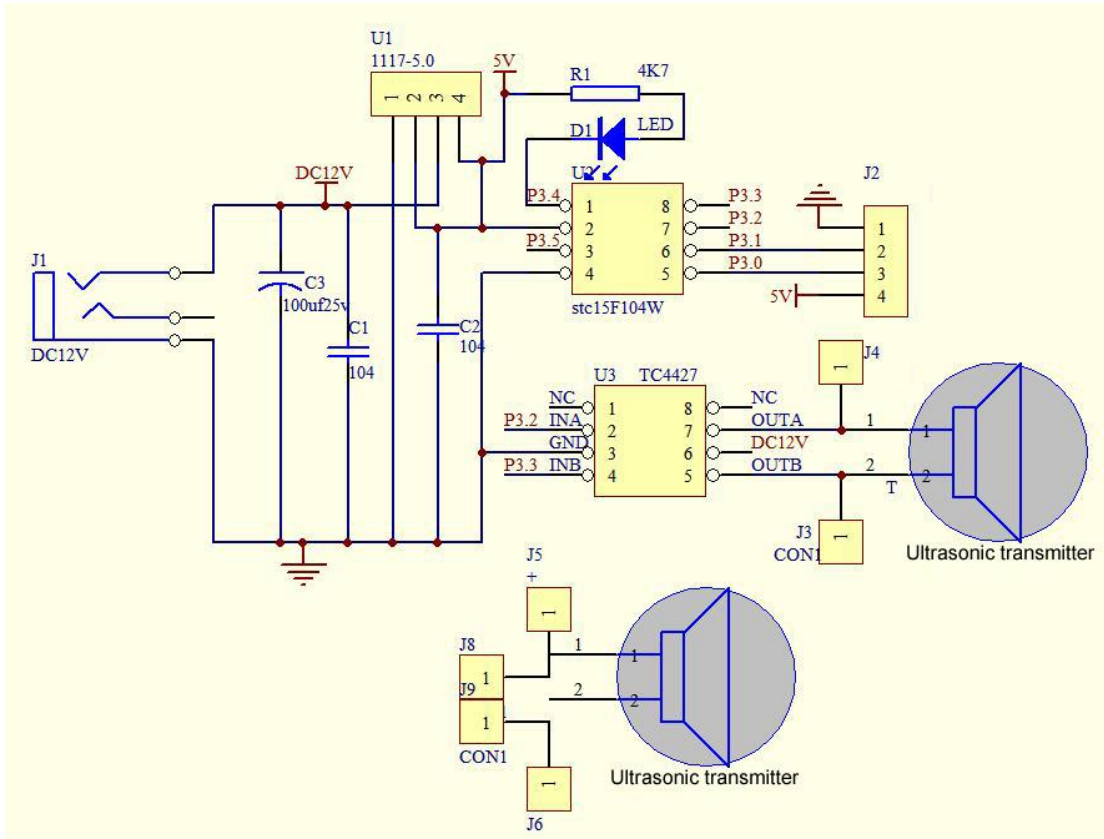 U1
1117-5.0
1 2 3 4
5V
R1 4K7
D1 LED
U2
J2
DC12V
P3.4 1 8 P3.3
2 7 P3.2
P3.5 3 6 P3.1
4 5 P3.0
stc15F104W
1
2
3
4
5V
J1
DC12V
C3
100uf25v
C1
104
C2
104
U3 TC4427
NC 1 8 NC
P3.2 INA 2 7 OUTA
GND 3 6 DC12V
P3.3 INB 4 5 OUTB
J4
1
1 1
2 2
T
J3
CON1
1
Ultrasonic transmitter
J5
+
1
J8
1
J9
1
CON1
1 1
2 2
1
J6
Ultrasonic transmitter